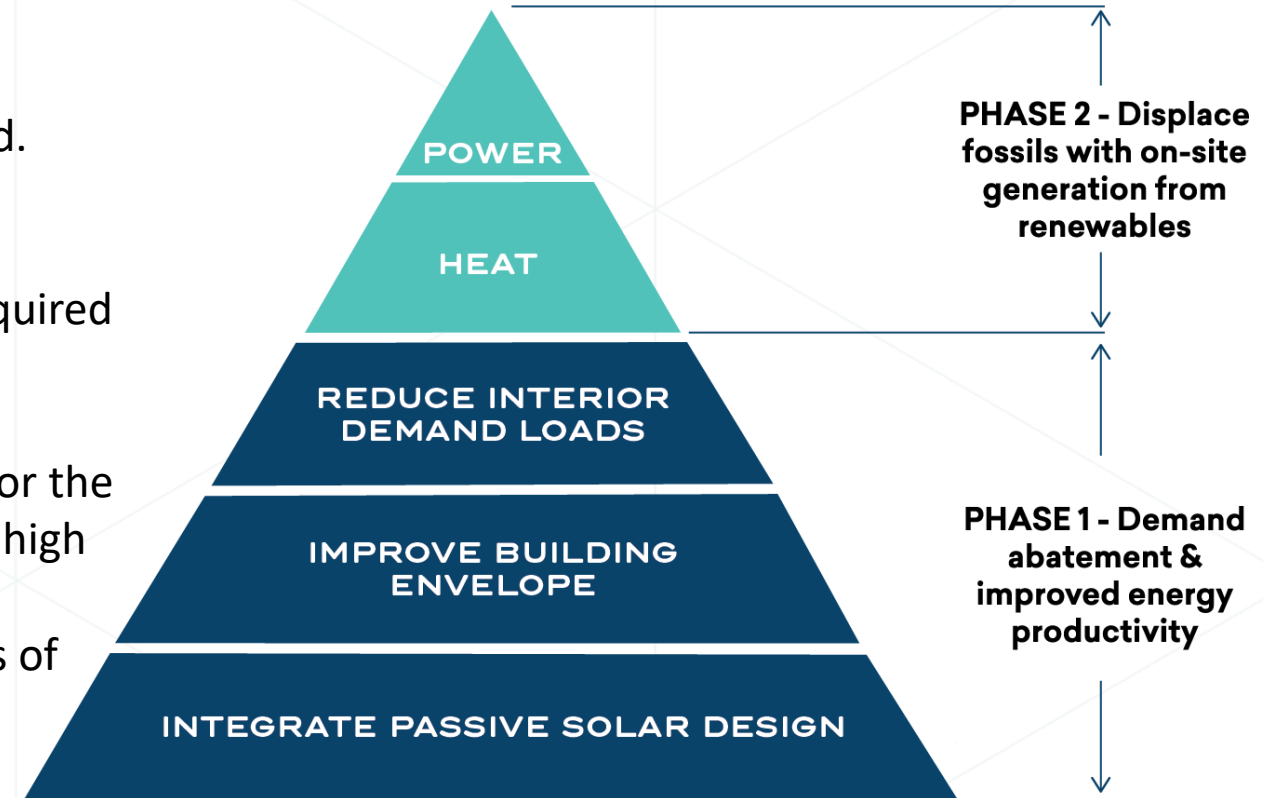 d.
quired
or the
high
s of
POWER
HEAT
REDUCE INTERIOR
DEMAND LOADS
IMPROVE BUILDING
ENVELOPE
INTEGRATE PASSIVE SOLAR DESIGN
PHASE 2 - Displace
fossils with on-site
generation from
renewables
PHASE 1 - Demand
abatement &
improved energy
productivity